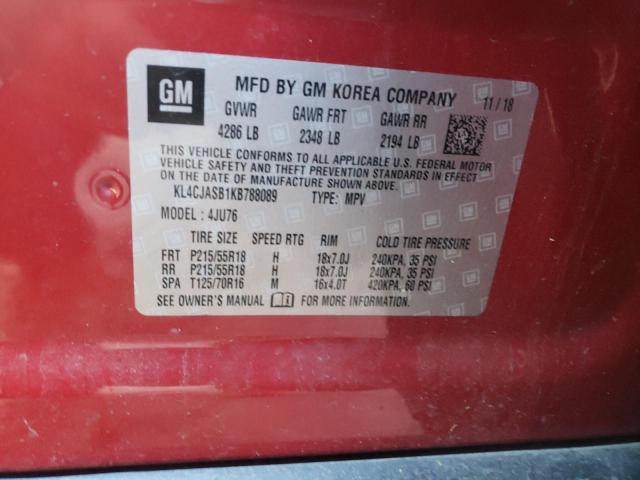 GM
MFD BY GM KOREA COMPANY 11/18
GVWR GAWR FRT GAWR RR
4286 LB 2348 LB 2194 LB
THIS VEHICLE CONFORMS TO ALL APPLICABLE U.S. FEDERAL MOTOR
VEHICLE SAFETY AND THEFT PREVENTION STANDARDS IN EFFECT
ON THE DATE OF MANUFACTURE SHOWN ABOVE.
KL4CJASB1KB788089 TYPE: MPV
MODEL : 4JU76
TIRE SIZE SPEED RTG RIM COLD TIRE PRESSURE
FRT P215/55R18 H 18x7.0J 240KPA, 35 PSI
RR P215/55R18 H 18x7.0J 240KPA, 35 PSI
SPA T125/70R16 M 16x4.0T 420KPA, 60 PSI
SEE OWNER'S MANUAL FOR MORE INFORMATION.